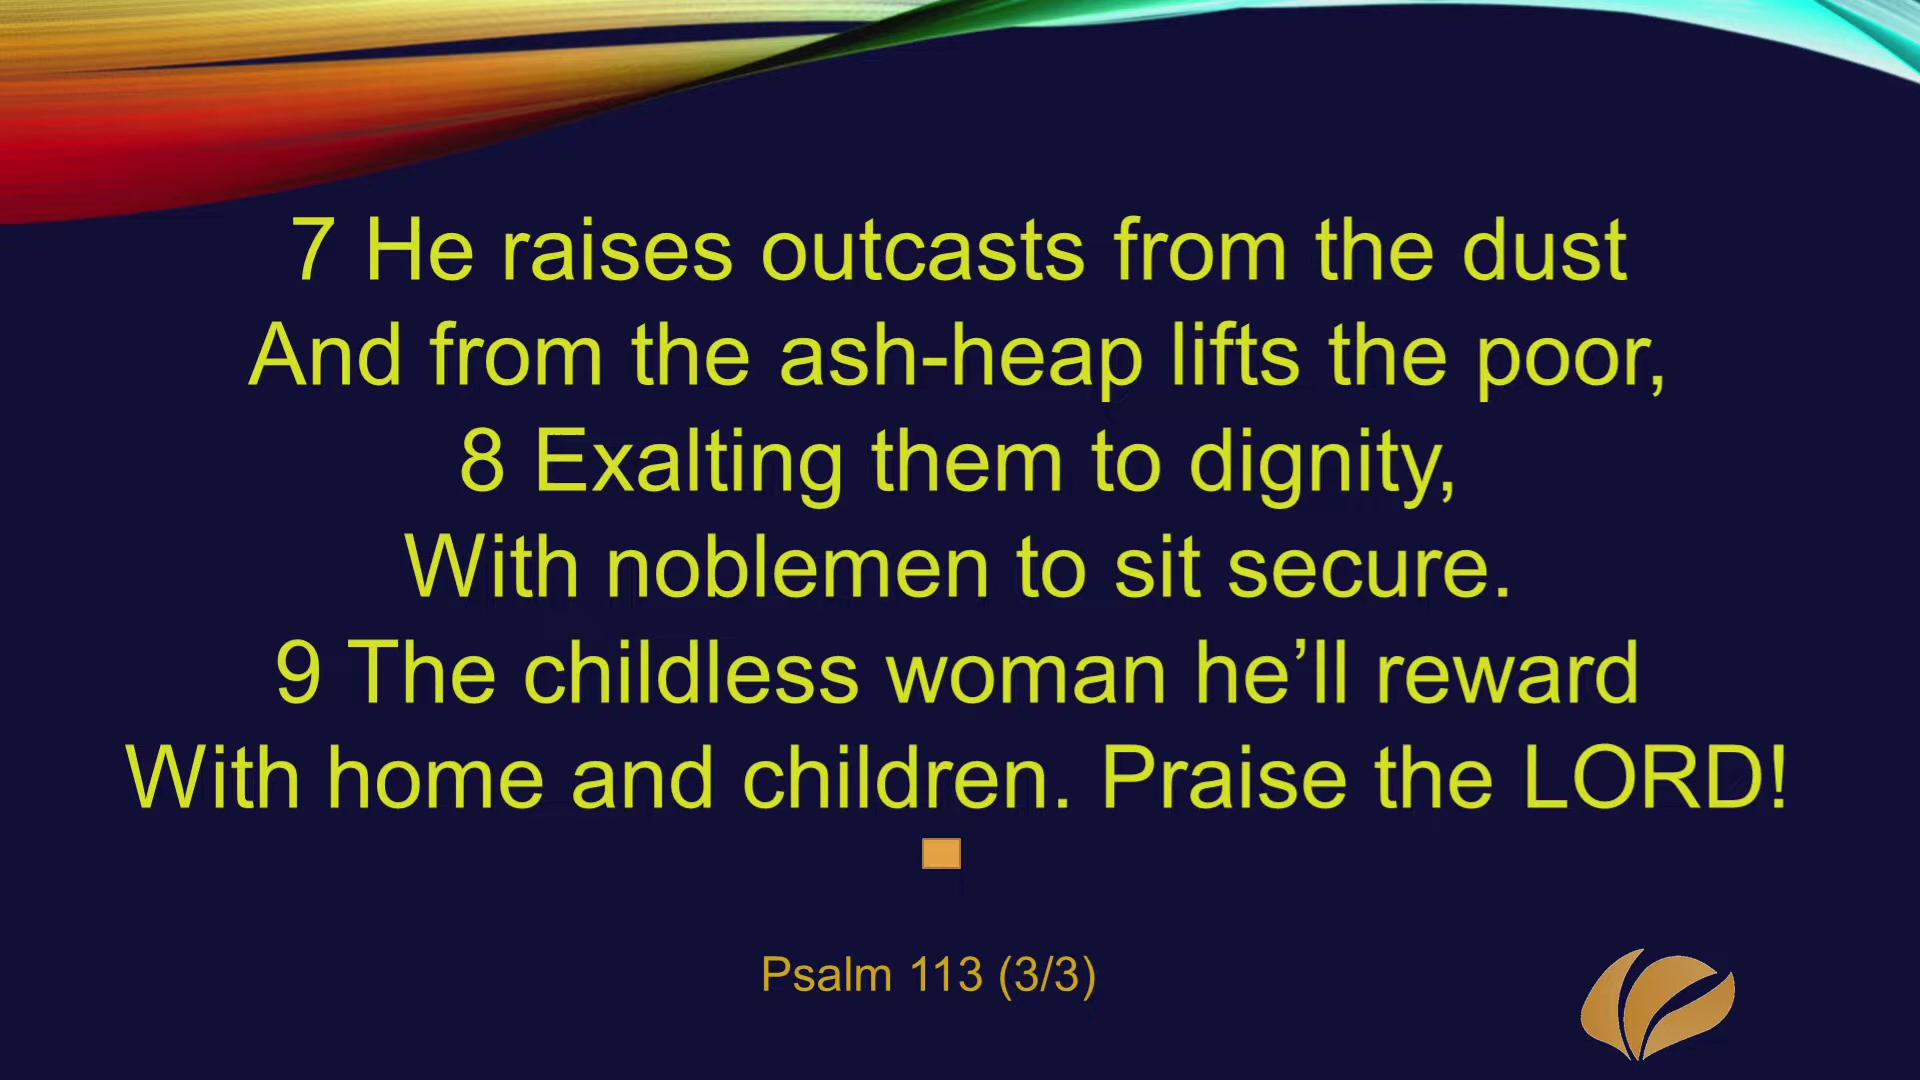 7 He raises outcasts from the dust
And from the ash-heap lifts the poor,
8 Exalting them to dignity,
With noblemen to sit secure.
9 The childless woman he’ll reward
With home and children. Praise the LORD!
Psalm 113 (3/3)